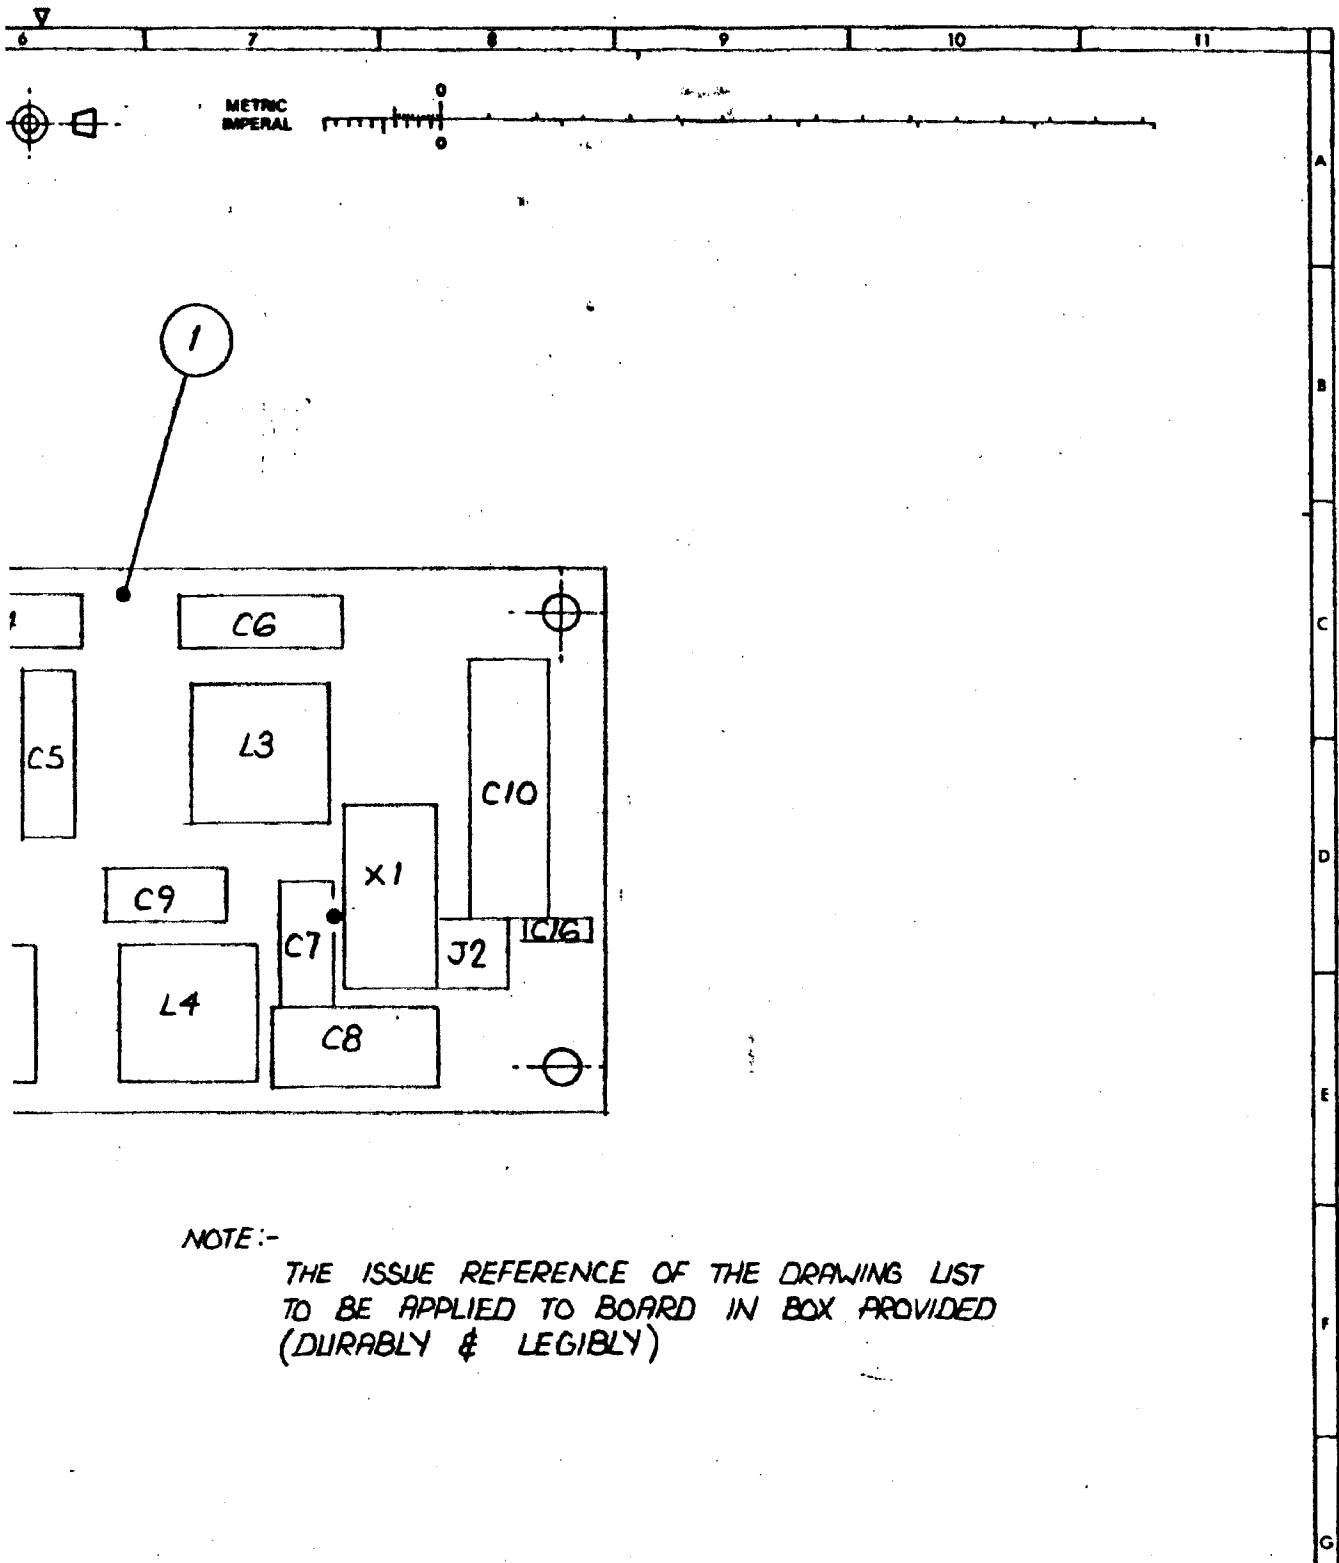 6 7 8 9 10 11
METRIC 0
IMPERAL 0
A
1
B
C6
C
L3
C5
C10
X1
D
C9
C16
C7
J2
L4
C8
E
NOTE:-
THE ISSUE REFERENCE OF THE DRAWING LIST
TO BE APPLIED TO BOARD IN BOX PROVIDED
F
(DURABLY & LEGIBLY)
G